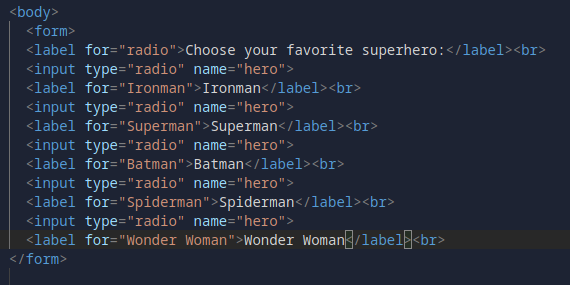 <body>
<form>
<label for="radio">Choose your favorite superhero:</label><br>
<input type="radio" name="hero">
<label for="Ironman">Ironman</label><br>
<input type="radio" name="hero">
<label for="Superman">Superman</label><br>
<input type="radio" name="hero">
<label for="Batman">Batman</label><br>
<input type="radio" name="hero">
<label for="Spiderman">Spiderman</label><br>
<input type="radio" name="hero">
<label for="Wonder Woman">Wonder Woman</label><br>
</form>